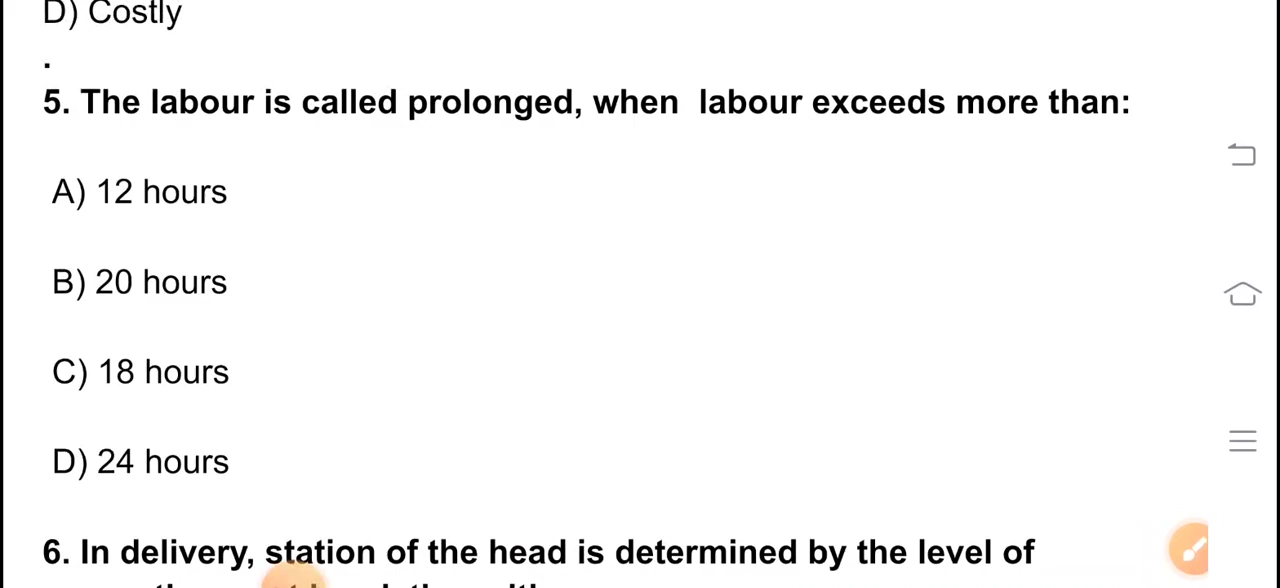 D) Costly
.
5. The labour is called prolonged, when  labour exceeds more than:
A) 12 hours
B) 20 hours
C) 18 hours
D) 24 hours
6. In delivery, station of the head is determined by the level of